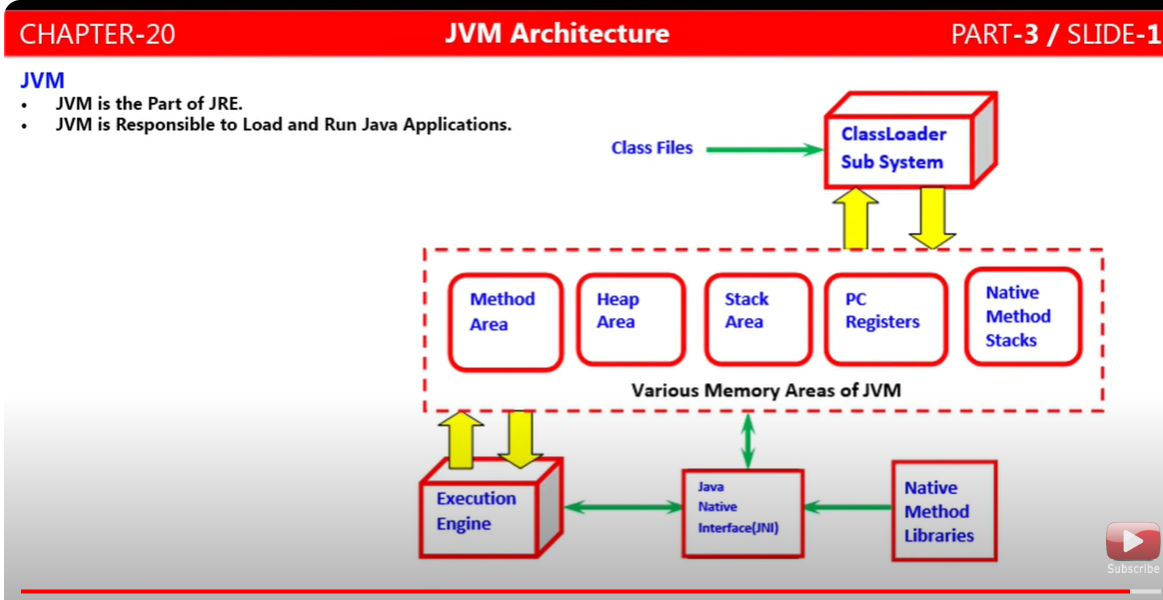 CHAPTER-20
JVM Architecture
PART-3 / SLIDE-1
JVM
• JVM is the Part of JRE.
• JVM is Responsible to Load and Run Java Applications.
Class Files
ClassLoader
Sub System
Method
Area
Heap
Area
Stack
Area
PC
Registers
Native
Method
Stacks
Various Memory Areas of JVM
Execution
Engine
Java
Native
Interface(JNI)
Native
Method
Libraries
Subscribe